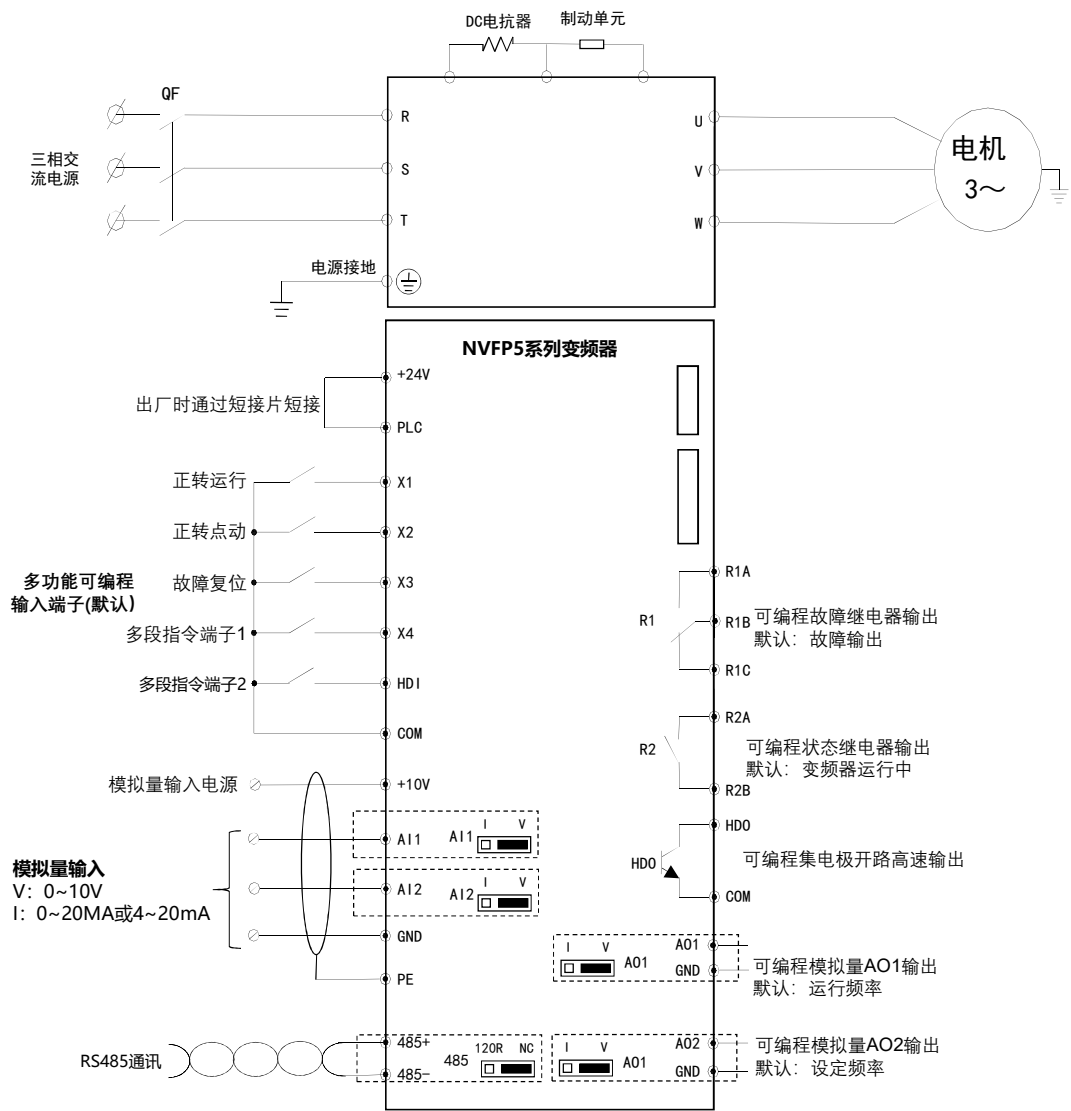 DC电抗器
制动单元
QF
三相交
流电源
R
S
T
U
V
W
电机
3～
电源接地
NVFP5系列变频器
+24V
出厂时通过短接片短接
PLC
正转运行
X1
正转点动
X2
多功能可编程
输入端子(默认)
故障复位
X3
多段指令端子1
X4
多段指令端子2
HDI
COM
R1A
R1
R1B
可编程故障继电器输出
默认：故障输出
R1C
R2A
R2
可编程状态继电器输出
默认：变频器运行中
R2B
模拟量输入电源
+10V
AI1
AI1
I V
模拟量输入
V：0~10V
I：0~20MA或4~20mA
AI2
AI2
I V
GND
PE
HDO
HDO
可编程集电极开路高速输出
COM
I V
AO1
AO1
GND
可编程模拟量AO1输出
默认：运行频率
RS485通讯
485+
485-
485
120R NC
I V
AO1
AO2
GND
可编程模拟量AO2输出
默认：设定频率